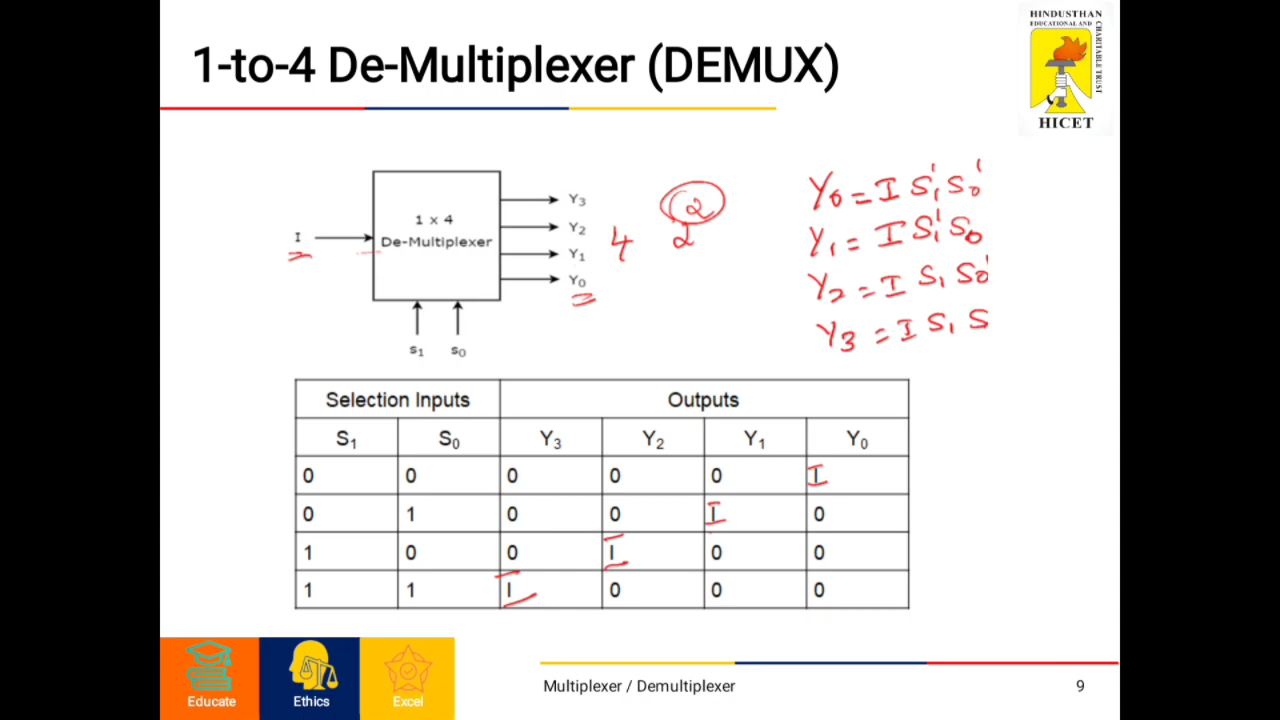 1-to-4 De-Multiplexer (DEMUX)
HINDUSTHAN
EDUCATIONAL AND
CHARITABLE TRUST
HICET
I
1 x 4
De-Multiplexer
Y3
Y2
Y1
Y0
S1 S0
4 2 2
Y0 = I S1' S0'
Y1 = I S1' S0
Y2 = I S1 S0'
Y3 = I S1 S
Selection Inputs Outputs
S1 S0 Y3 Y2 Y1 Y0
0 0 0 0 0 I
0 1 0 0 I 0
1 0 0 I 0 0
1 1 I 0 0 0
Educate Ethics Excel
Multiplexer / Demultiplexer 9